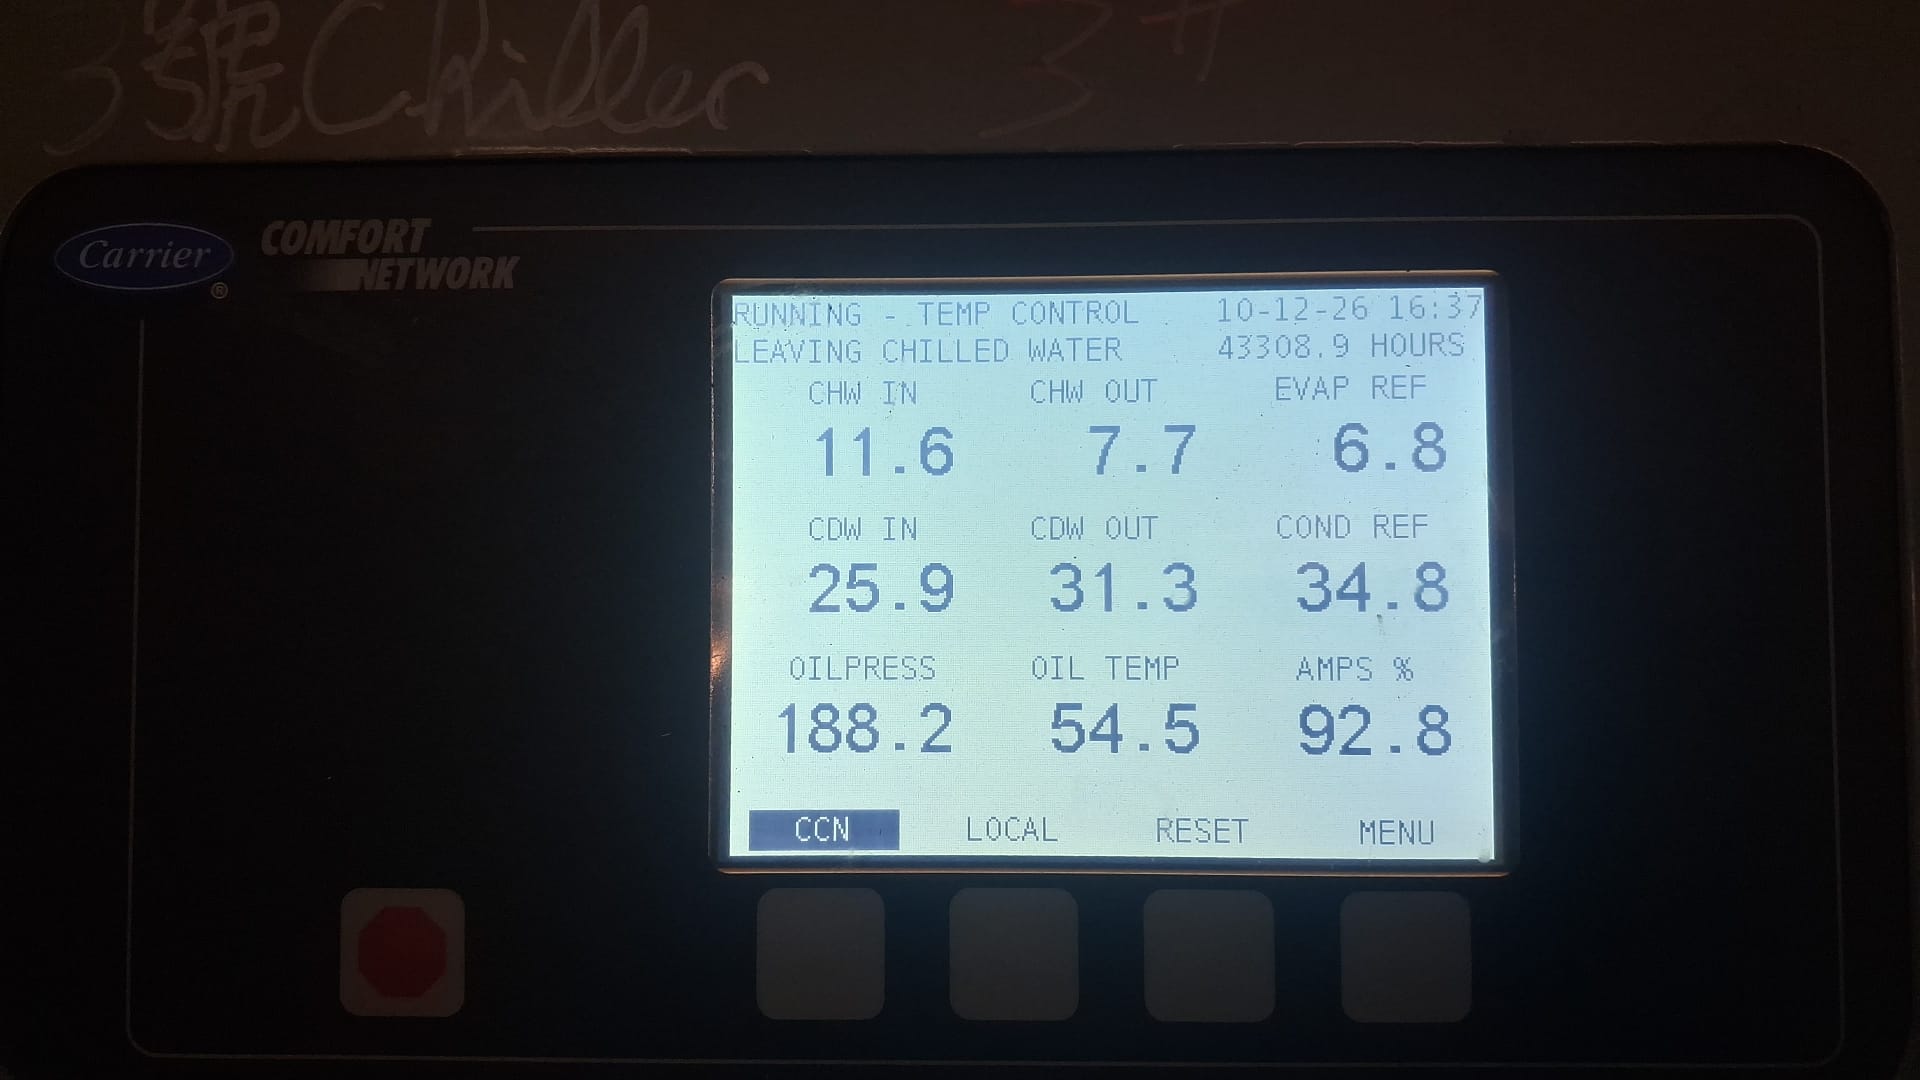 3號Chiller 3#
Carrier
®
COMFORT
NETWORK
RUNNING - TEMP CONTROL 10-12-26 16:37
LEAVING CHILLED WATER 43308.9 HOURS
CHW IN CHW OUT EVAP REF
11.6 7.7 6.8
CDW IN CDW OUT COND REF
25.9 31.3 34.8
OILPRESS OIL TEMP AMPS %
188.2 54.5 92.8
CCN LOCAL RESET MENU